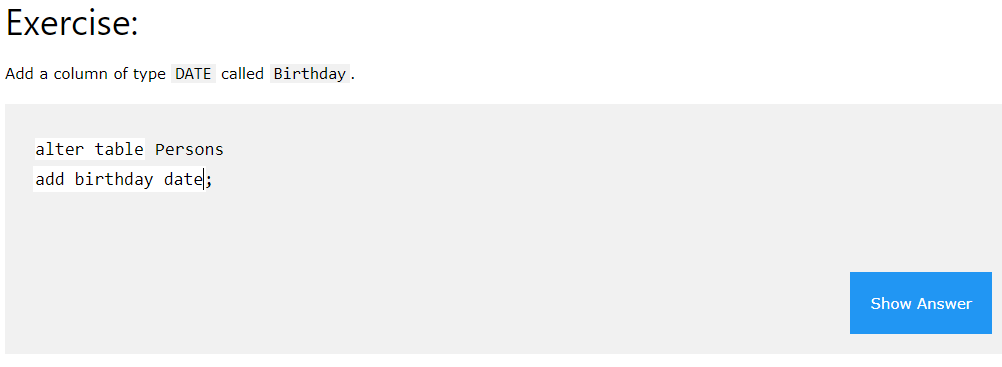 Exercise:
Add a column of type DATE called Birthday.
alter table Persons
add birthday date;
Show Answer